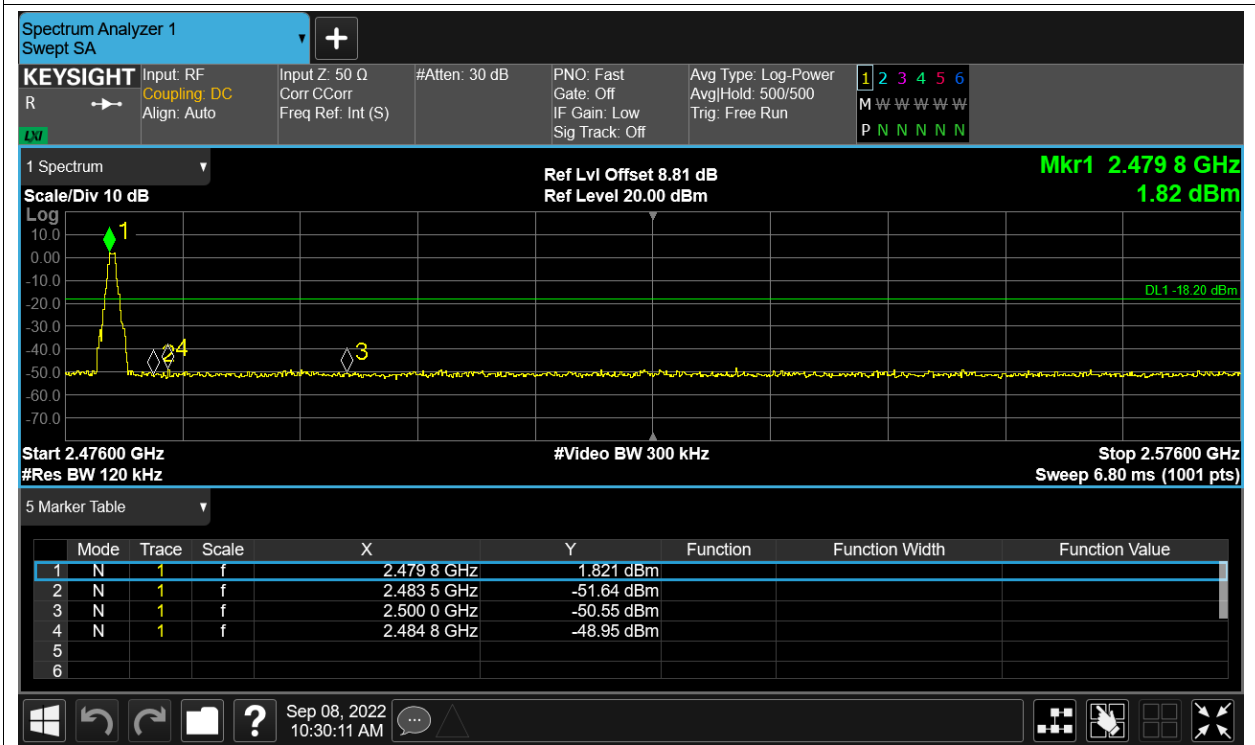 Spectrum Analyzer 1
Swept SA
KEYSIGHT Input: RF Input Z: 50 Ω #Atten: 30 dB PNO: Fast Avg Type: Log-Power 1 2 3 4 5 6
R Coupling: DC Corr CCorr Gate: Off Avg|Hold: 500/500 M W W W W W W
Align: Auto Freq Ref: Int (S) IF Gain: Low Trig: Free Run
LXI Sig Track: Off P N N N N N
1 Spectrum Ref Lvl Offset 8.81 dB Mkr1 2.479 8 GHz
Scale/Div 10 dB Ref Level 20.00 dBm 1.82 dBm
Log
10.0 1
0.00
-10.0
DL1 -18.20 dBm
-20.0
-30.0
-40.0 2 4 3
-50.0
-60.0
-70.0
Start 2.47600 GHz #Video BW 300 kHz Stop 2.57600 GHz
#Res BW 120 kHz Sweep 6.80 ms (1001 pts)
5 Marker Table
Mode Trace Scale X Y Function Function Width Function Value
1 N 1 f 2.479 8 GHz 1.821 dBm
2 N 1 f 2.483 5 GHz -51.64 dBm
3 N 1 f 2.500 0 GHz -50.55 dBm
4 N 1 f 2.484 8 GHz -48.95 dBm
5
6
? Sep 08, 2022
10:30:11 AM